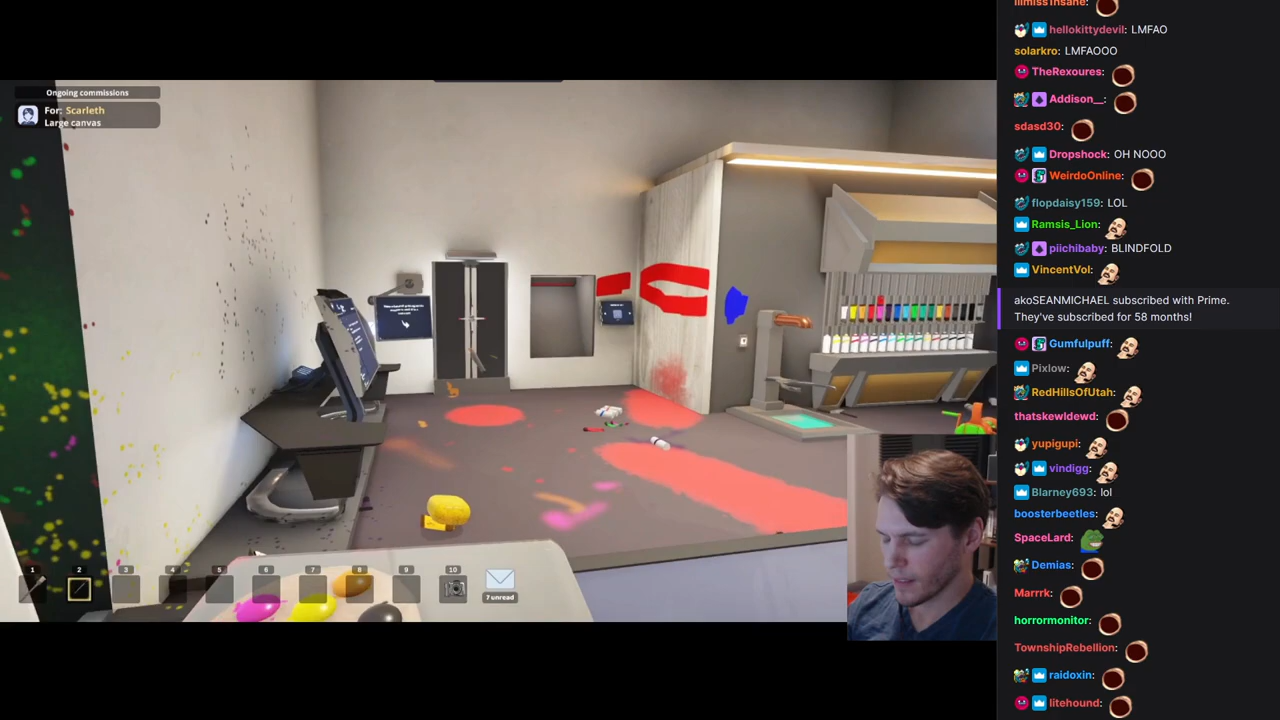 Ongoing commissions
For: Scarleth
Large canvas
1
2
3
4
5
6
7
8
9
10
7 unread
illmiss1nsane:
hellokittydevil: LMFAO
solarkro: LMFAOOO
TheRexoures:
Addison__:
sdasd30:
Dropshock: OH NOOO
WeirdoOnline:
flopdaisy159: LOL
Ramsis_Lion:
piichibaby: BLINDFOLD
VincentVol:
akoSEANMICHAEL subscribed with Prime.
They've subscribed for 58 months!
Gumfulpuff:
Pixlow:
RedHillsOfUtah:
thatskewldewd:
yupigupi:
vindigg:
Blarney693: lol
boosterbeetles:
SpaceLard:
Demias:
Marrrk:
horrormonitor:
TownshipRebellion:
raidoxin:
litehound: